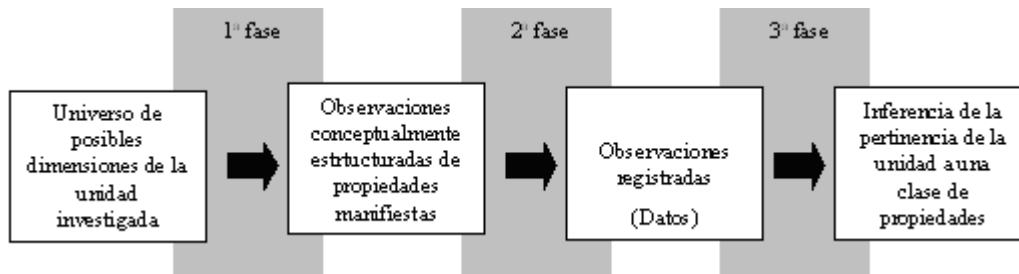 1ª fase
2ª fase
3ª fase
Universo de
posibles
dimensiones de la
unidad
investigada
Observaciones
conceptualmente
estrtucturadas de
propiedades
manifiestas
Observaciones
registradas
(Datos)
Inferencia de la
pertinencia de la
unidad a una
clase de
propiedades